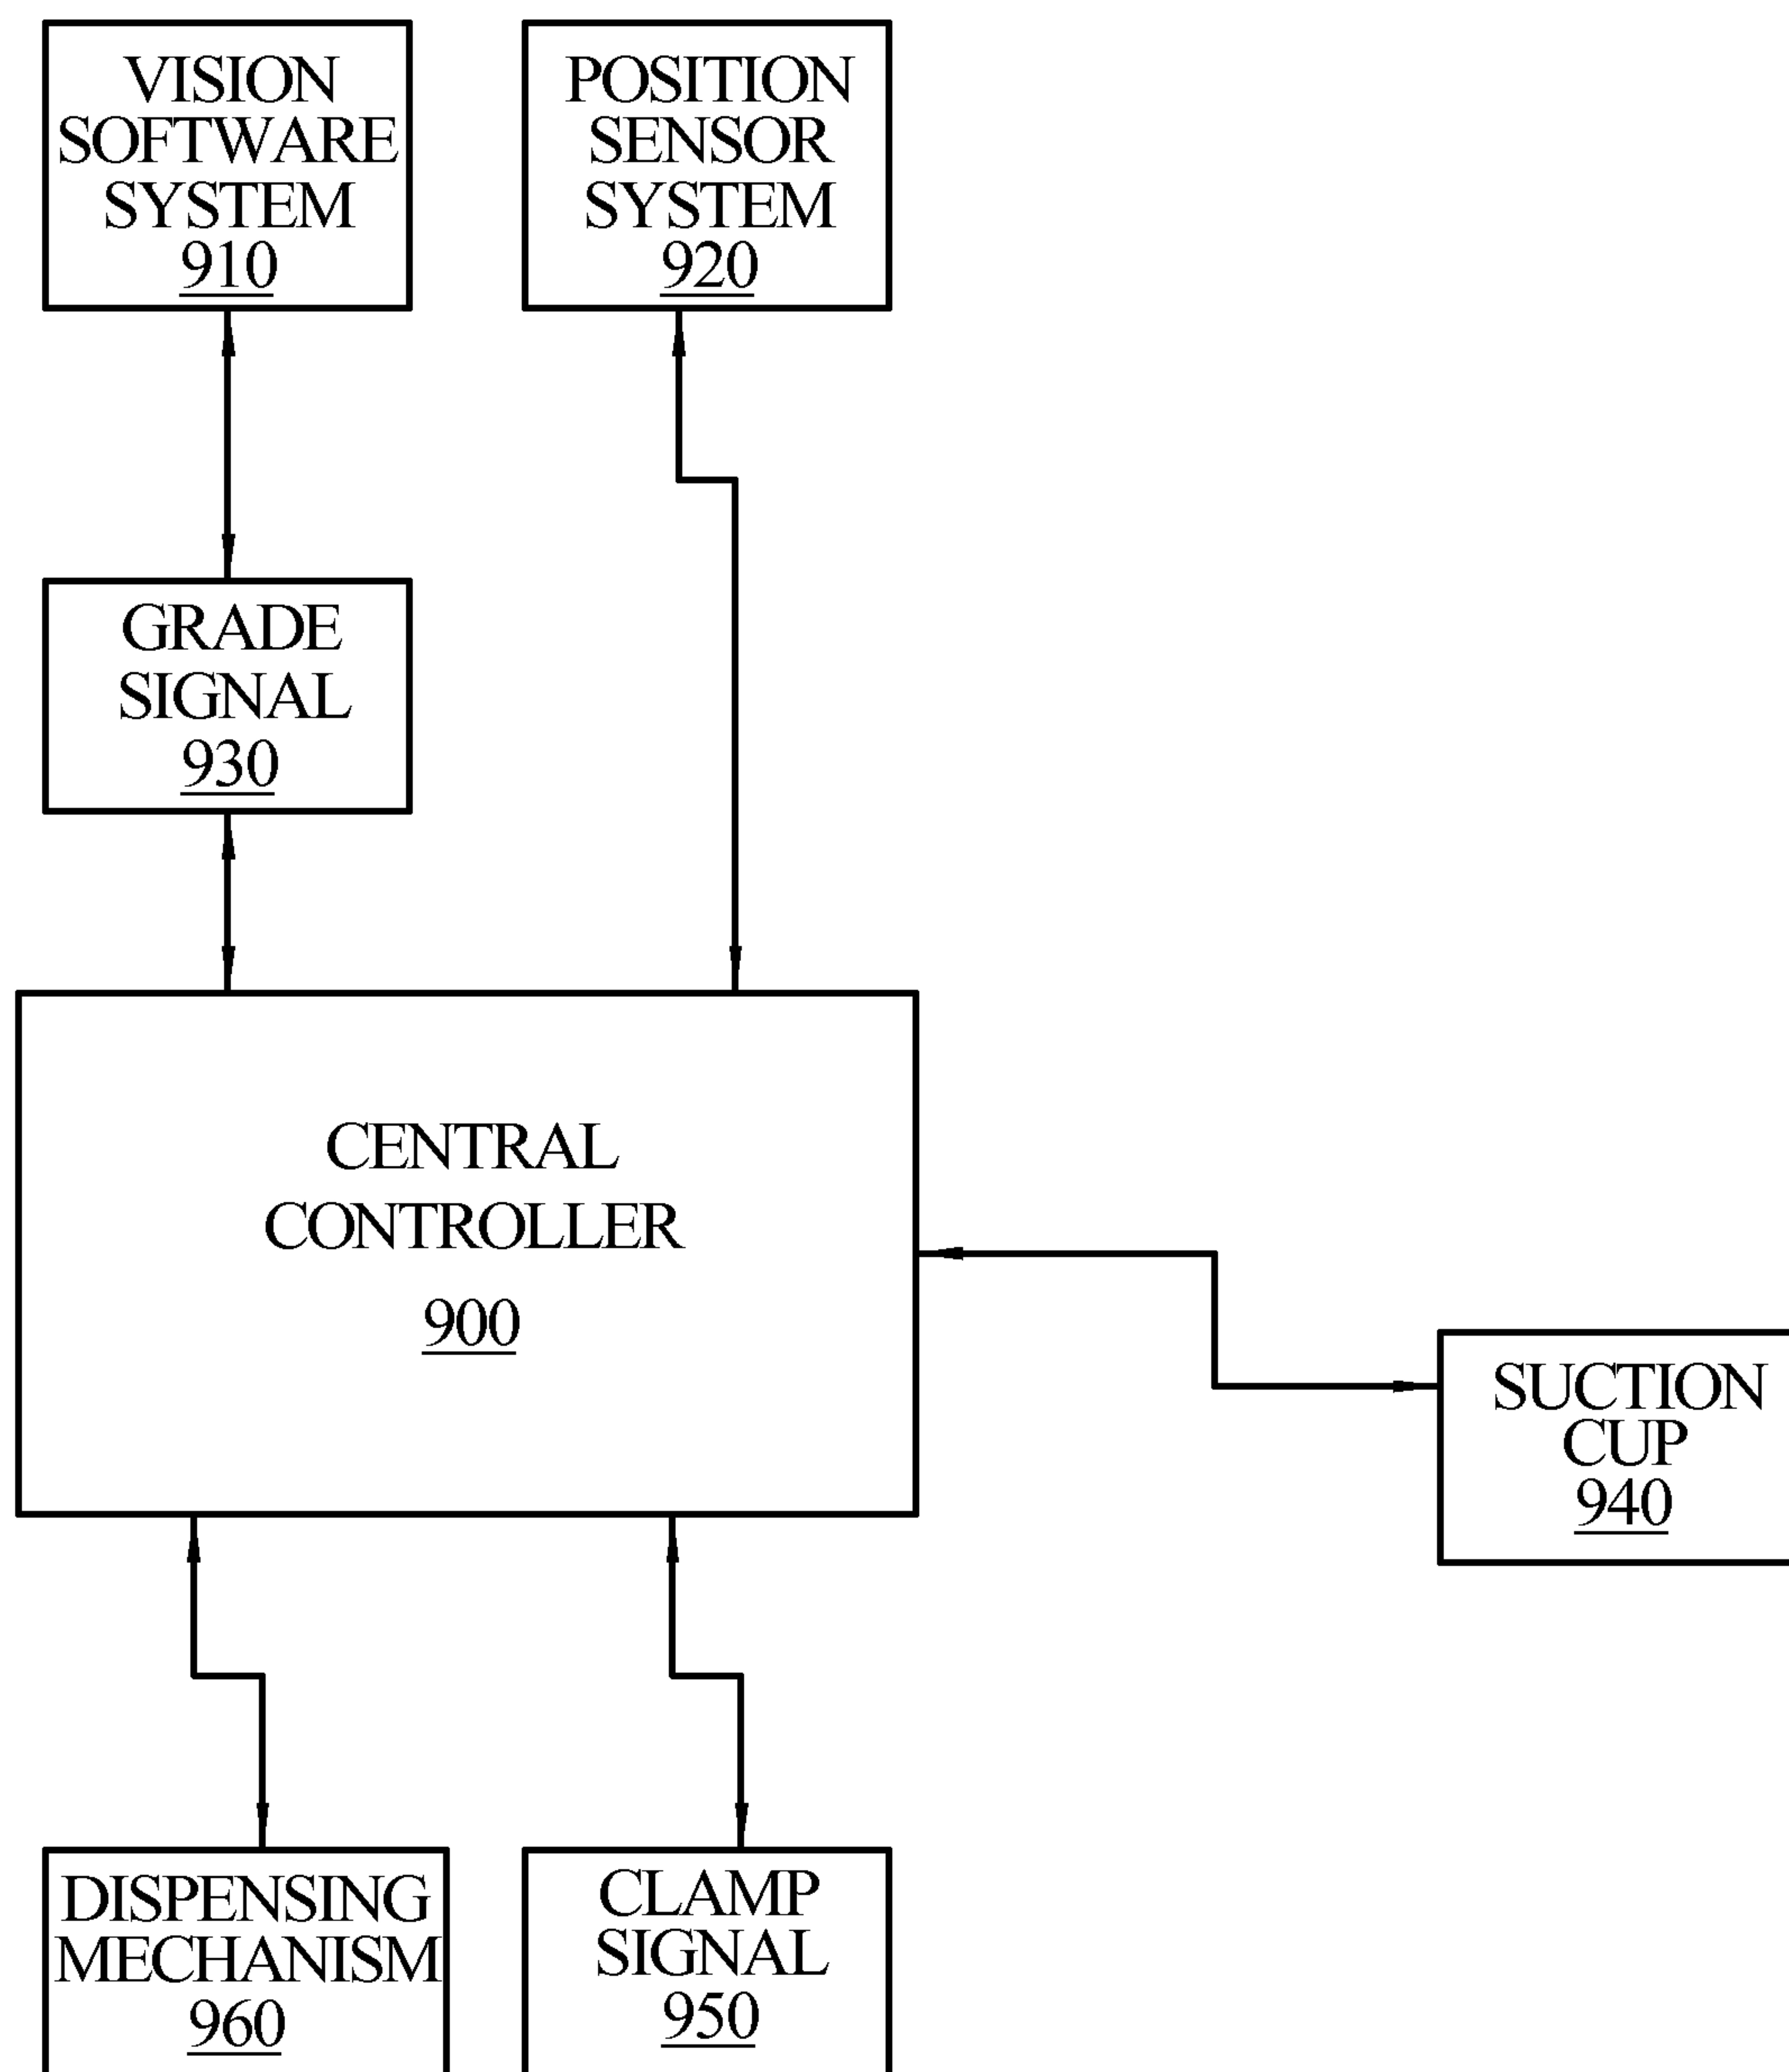 VISION
SOFTWARE
SYSTEM
910
POSITION
SENSOR
SYSTEM
920
GRADE
SIGNAL
930
CENTRAL
CONTROLLER
900
SUCTION
CUP
940
DISPENSING
MECHANISM
960
CLAMP
SIGNAL
950